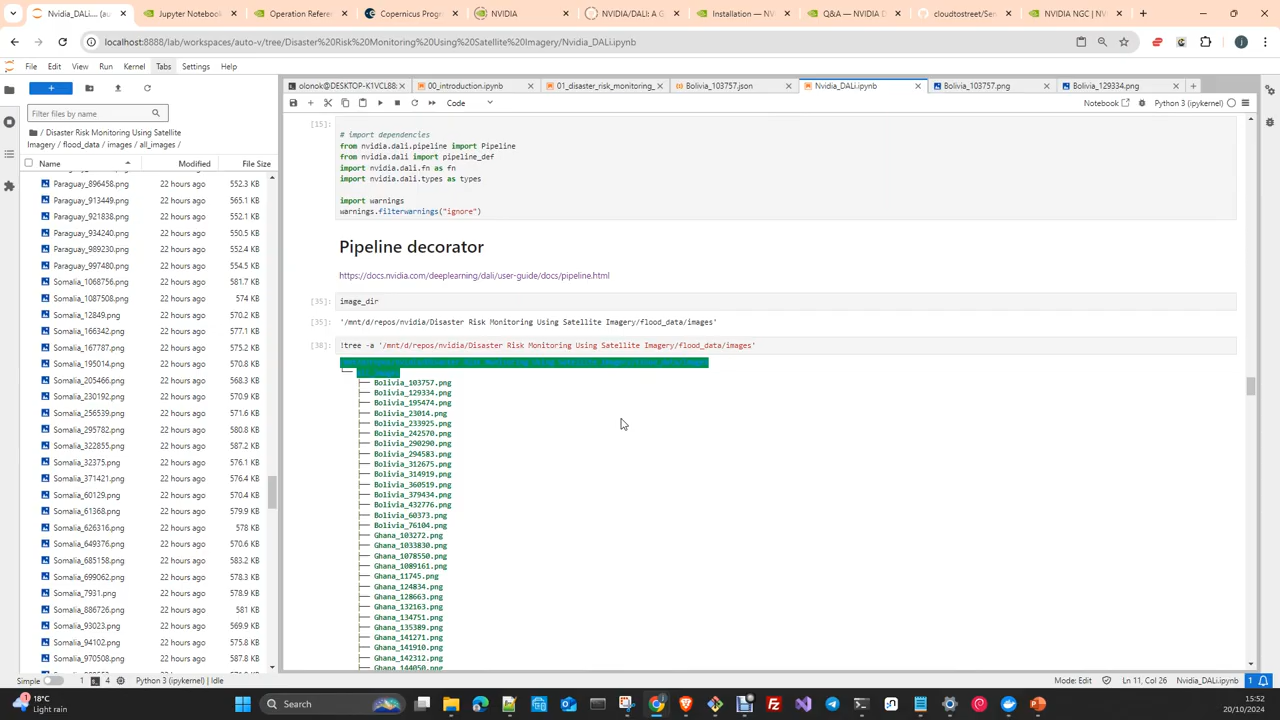 Nvidia_DALi... (au
Jupyter Notebook
Operation Refere
Copernicus Progr
NVIDIA
NVIDIA/DALI: A G
Installation — NV
Q&A — NVIDIA D
cloudtostreet/Sen
NVIDIA NGC | NV
localhost:8888/lab/workspaces/auto-v/tree/Disaster%20Risk%20Monitoring%20Using%20Satellite%20Imagery/Nvidia_DALi.ipynb
File Edit View Run Kernel Tabs Settings Help
Filter files by name
/ Disaster Risk Monitoring Using Satellite
Imagery / flood_data / images / all_images /
Name Modified File Size
Paraguay_896458.png 22 hours ago 552.3 KB
Paraguay_913449.png 22 hours ago 565.1 KB
Paraguay_921838.png 22 hours ago 552.1 KB
Paraguay_934240.png 22 hours ago 550.5 KB
Paraguay_989230.png 22 hours ago 552.4 KB
Paraguay_997480.png 22 hours ago 554.5 KB
Somalia_1068756.png 22 hours ago 581.7 KB
Somalia_1087508.png 22 hours ago 574 KB
Somalia_12849.png 22 hours ago 570.2 KB
Somalia_166342.png 22 hours ago 577.1 KB
Somalia_167787.png 22 hours ago 575.2 KB
Somalia_195014.png 22 hours ago 570.8 KB
Somalia_205466.png 22 hours ago 568.3 KB
Somalia_230192.png 22 hours ago 570.9 KB
Somalia_256539.png 22 hours ago 571.6 KB
Somalia_295782.png 22 hours ago 580.8 KB
Somalia_322855.png 22 hours ago 587.2 KB
Somalia_32375.png 22 hours ago 576.1 KB
Somalia_371421.png 22 hours ago 576.4 KB
Somalia_60129.png 22 hours ago 570.4 KB
Somalia_61368.png 22 hours ago 579.9 KB
Somalia_626316.png 22 hours ago 578 KB
Somalia_649376.png 22 hours ago 570.6 KB
Somalia_685158.png 22 hours ago 583.2 KB
Somalia_699062.png 22 hours ago 578.3 KB
Somalia_7931.png 22 hours ago 578.9 KB
Somalia_886726.png 22 hours ago 581 KB
Somalia_93023.png 22 hours ago 569.9 KB
Somalia_94102.png 22 hours ago 575.8 KB
Somalia_970508.png 22 hours ago 587.8 KB
olonok@DESKTOP-K1VCL88:
00_introduction.ipynb
01_disaster_risk_monitoring_
Bolivia_103757.json
Nvidia_DALi.ipynb
Bolivia_103757.png
Bolivia_129334.png
Code
Notebook
Python 3 (ipykernel)
[15]:
# import dependencies
from nvidia.dali.pipeline import Pipeline
from nvidia.dali import pipeline_def
import nvidia.dali.fn as fn
import nvidia.dali.types as types
import warnings
warnings.filterwarnings("ignore")
Pipeline decorator
https://docs.nvidia.com/deeplearning/dali/user-guide/docs/pipeline.html
[35]: image_dir
[35]: '/mnt/d/repos/nvidia/Disaster Risk Monitoring Using Satellite Imagery/flood_data/images'
[38]: !tree -a '/mnt/d/repos/nvidia/Disaster Risk Monitoring Using Satellite Imagery/flood_data/images'
Bolivia_103757.png
Bolivia_129334.png
Bolivia_195474.png
Bolivia_23014.png
Bolivia_233925.png
Bolivia_242570.png
Bolivia_290290.png
Bolivia_294583.png
Bolivia_312675.png
Bolivia_314919.png
Bolivia_360519.png
Bolivia_379434.png
Bolivia_432776.png
Bolivia_60373.png
Bolivia_76104.png
Ghana_103272.png
Ghana_1033830.png
Ghana_1078550.png
Ghana_1089161.png
Ghana_11745.png
Ghana_124834.png
Ghana_128663.png
Ghana_132163.png
Ghana_134751.png
Ghana_135389.png
Ghana_141271.png
Ghana_141910.png
Ghana_142312.png
Ghana_144050.png
Simple 1 4 Python 3 (ipykernel) | Idle
Mode: Edit Ln 11, Col 26 Nvidia_DALi.ipynb 1
18°C
Light rain
Search
15:52
20/10/2024